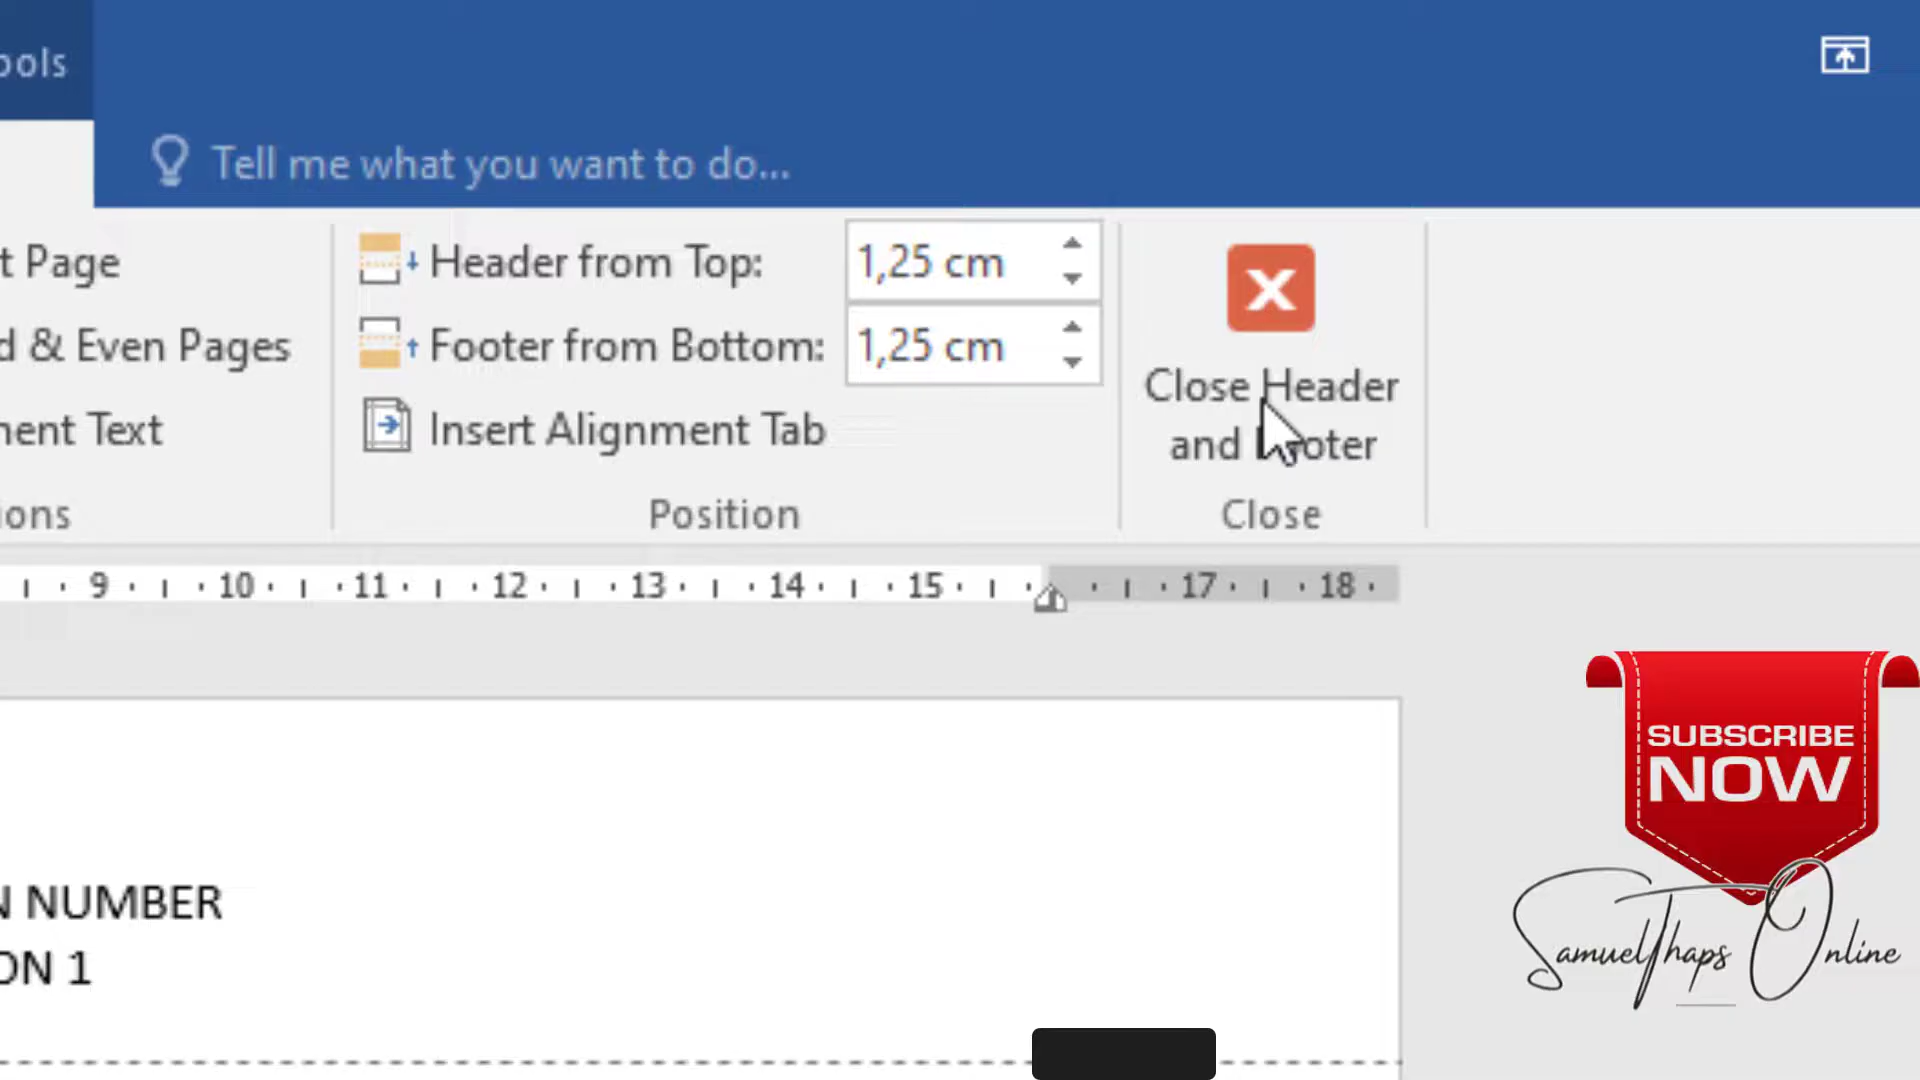 ools
Tell me what you want to do...
t Page
d & Even Pages
nent Text
ions
Header from Top:
1,25 cm
Footer from Bottom:
1,25 cm
Insert Alignment Tab
Position
Close Header
and Footer
Close
9 10 11 12 13 14 15 17 18
N NUMBER
ON 1
SUBSCRIBE
NOW
SamuelThaps Online